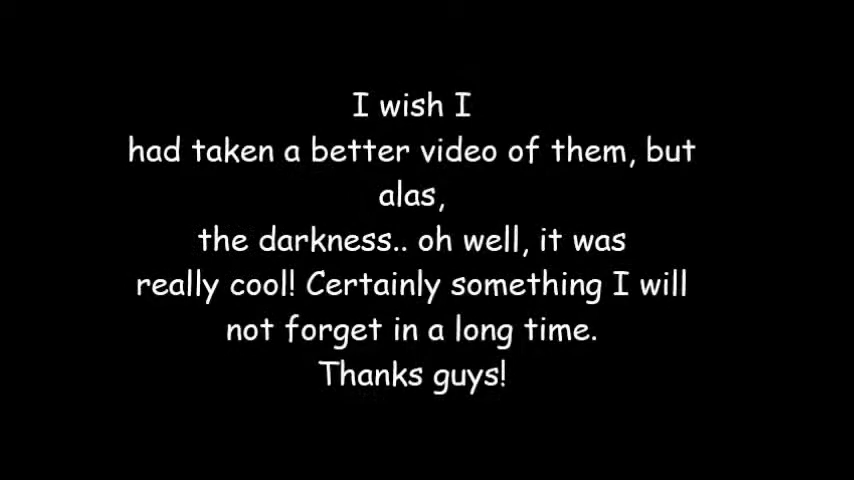 I wish I
had taken a better video of them, but
alas,
the darkness.. oh well, it was
really cool! Certainly something I will
not forget in a long time.
Thanks guys!